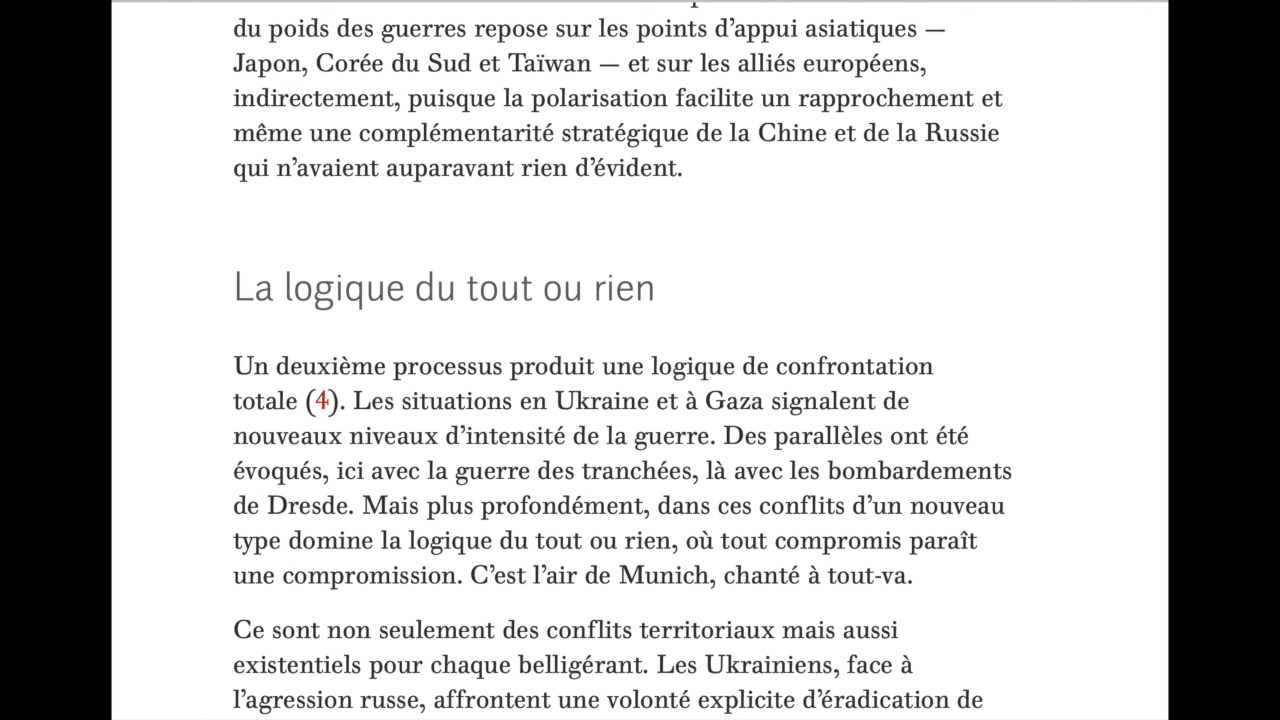 du poids des guerres repose sur les points d’appui asiatiques —
Japon, Corée du Sud et Taïwan — et sur les alliés européens,
indirectement, puisque la polarisation facilite un rapprochement et
même une complémentarité stratégique de la Chine et de la Russie
qui n’avaient auparavant rien d’évident.
La logique du tout ou rien
Un deuxième processus produit une logique de confrontation
totale (4). Les situations en Ukraine et à Gaza signalent de
nouveaux niveaux d’intensité de la guerre. Des parallèles ont été
évoqués, ici avec la guerre des tranchées, là avec les bombardements
de Dresde. Mais plus profondément, dans ces conflits d’un nouveau
type domine la logique du tout ou rien, où tout compromis paraît
une compromission. C’est l’air de Munich, chanté à tout-va.
Ce sont non seulement des conflits territoriaux mais aussi
existentiels pour chaque belligérant. Les Ukrainiens, face à
l’agression russe, affrontent une volonté explicite d’éradication de